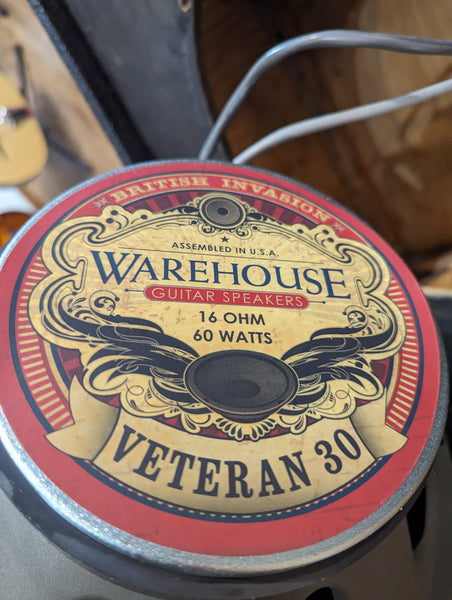 BRITISH INVASION
ASSEMBLED IN U.S.A.
WAREHOUSE
GUITAR SPEAKERS
16 OHM
60 WATTS
VETERAN 30